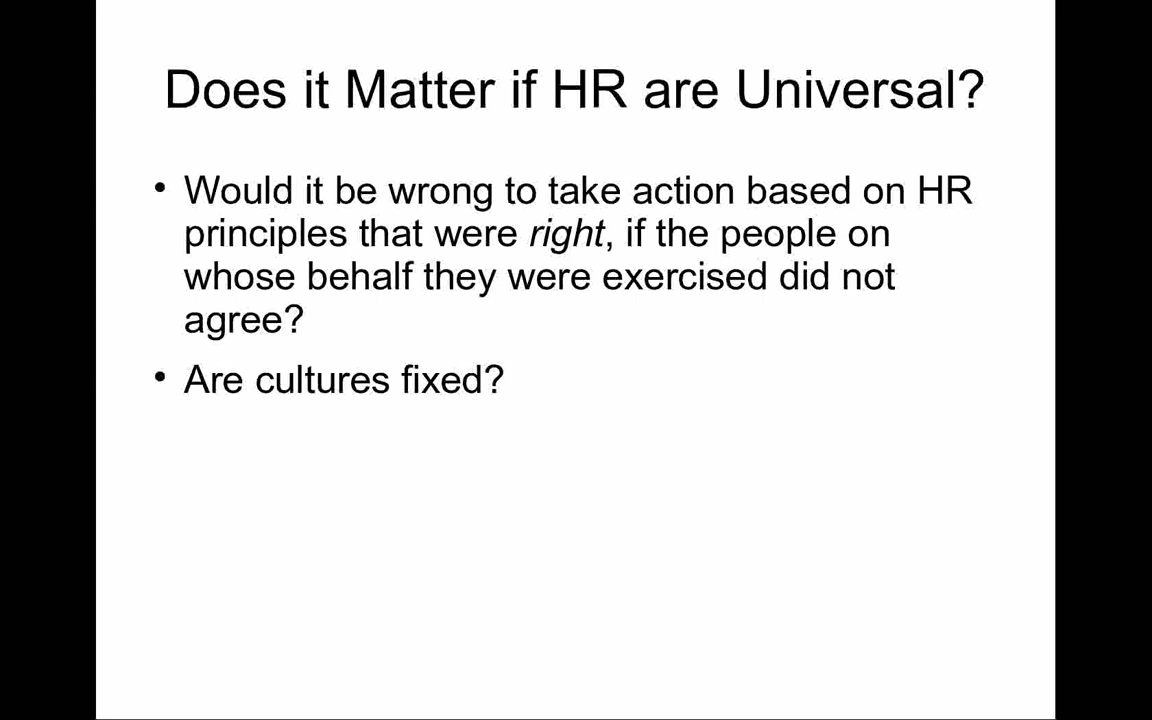 Does it Matter if HR are Universal?
• Would it be wrong to take action based on HR
principles that were right, if the people on
whose behalf they were exercised did not
agree?
• Are cultures fixed?